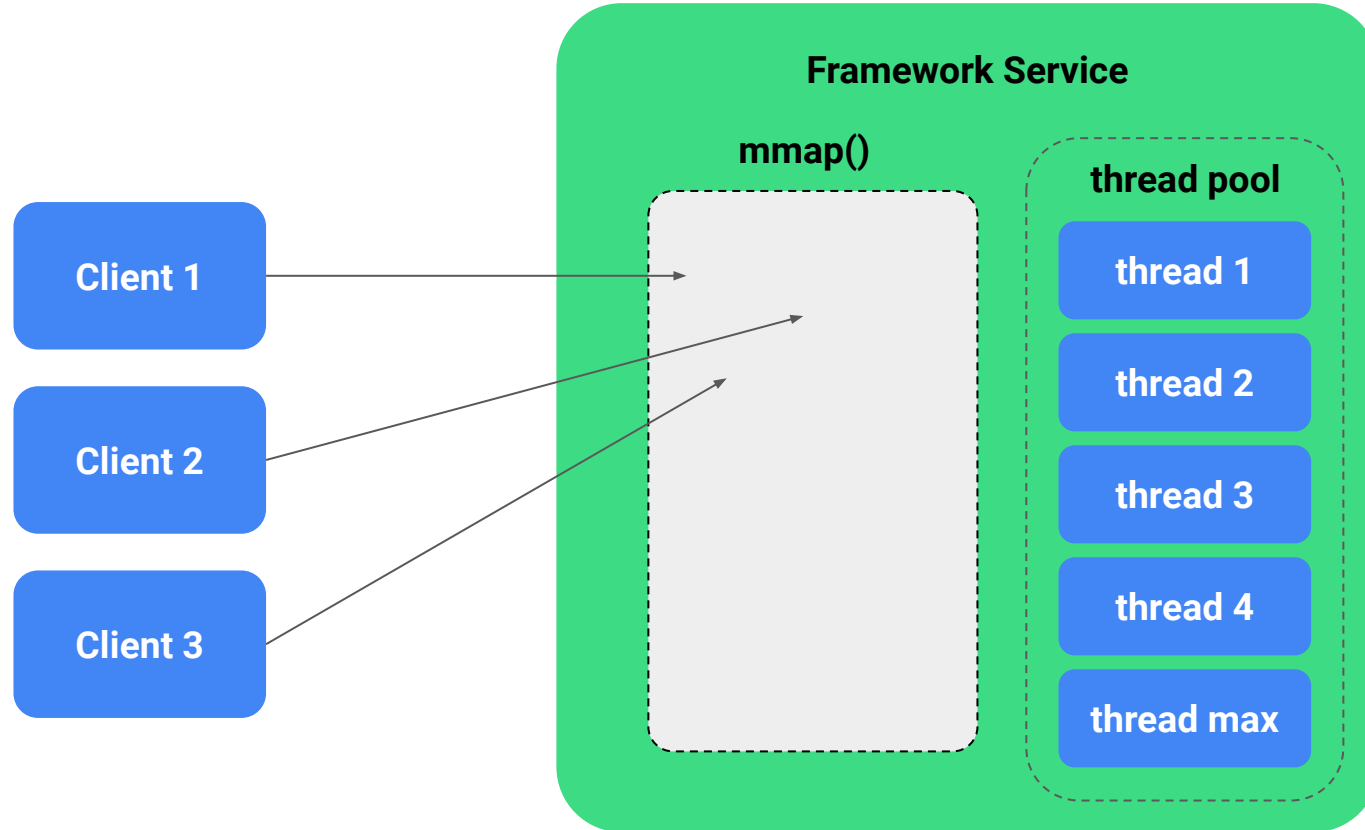 Framework Service
mmap()
thread pool
Client 1
Client 2
Client 3
thread 1
thread 2
thread 3
thread 4
thread max